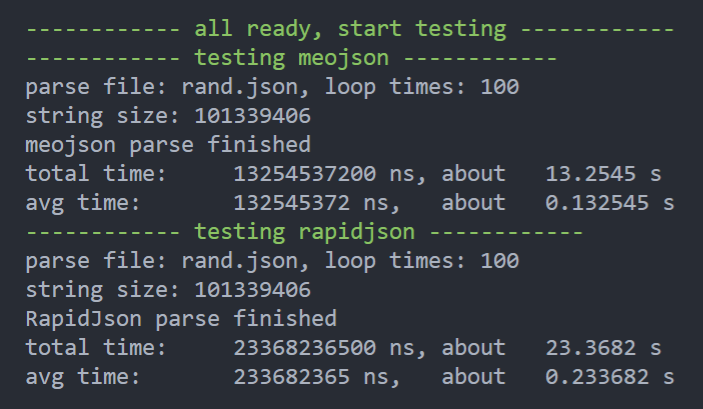 ------------ all ready, start testing ------------
------------ testing meojson ------------
parse file: rand.json, loop times: 100
string size: 101339406
meojson parse finished
total time:     13254537200 ns, about   13.2545 s
avg time:       132545372 ns,   about   0.132545 s
------------ testing rapidjson ------------
parse file: rand.json, loop times: 100
string size: 101339406
RapidJson parse finished
total time:     23368236500 ns, about   23.3682 s
avg time:       233682365 ns,   about   0.233682 s